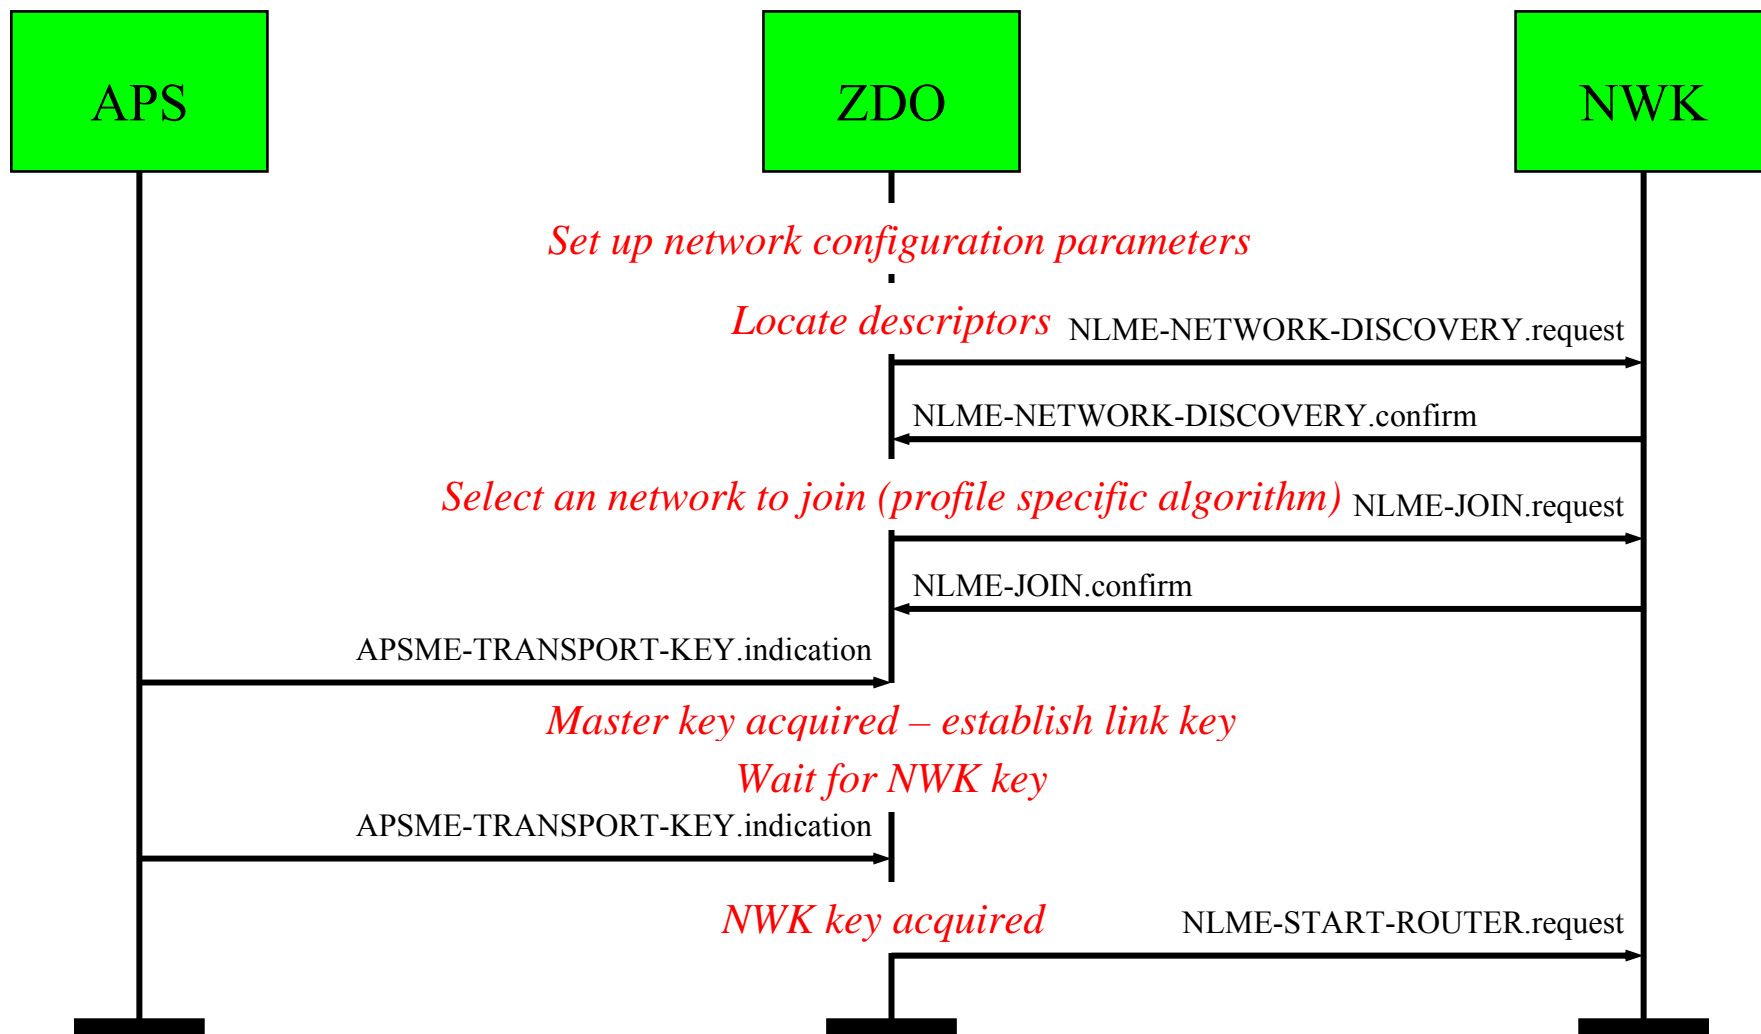 APS
ZDO
NWK
Set up network configuration parameters
Locate descriptors
NLME-NETWORK-DISCOVERY.request
NLME-NETWORK-DISCOVERY.confirm
Select an network to join (profile specific algorithm)
NLME-JOIN.request
NLME-JOIN.confirm
APSME-TRANSPORT-KEY.indication
Master key acquired – establish link key
Wait for NWK key
APSME-TRANSPORT-KEY.indication
NWK key acquired
NLME-START-ROUTER.request